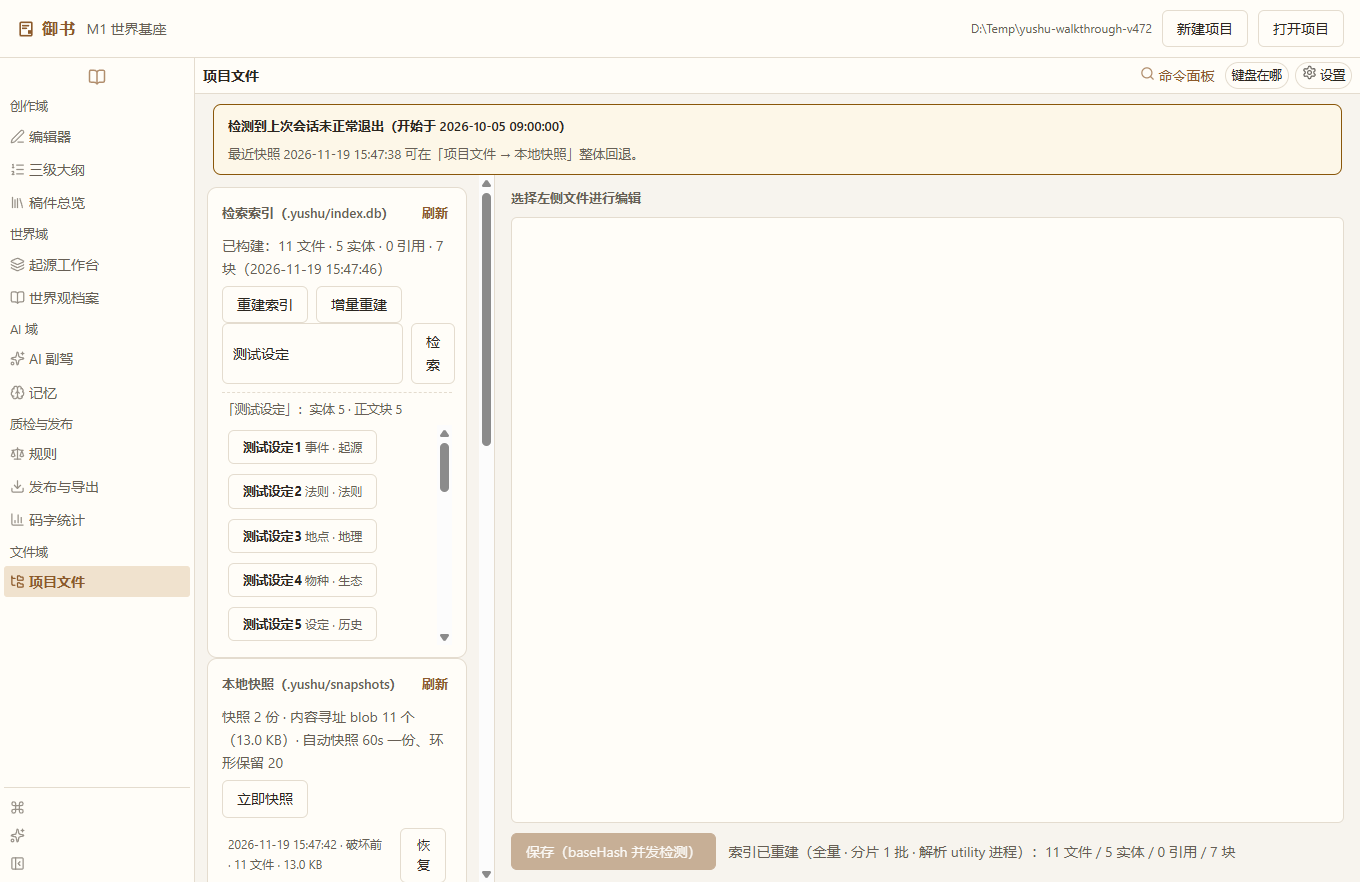 御书 M1 世界基座
D:\Temp\yushu-walkthrough-v472 新建项目 打开项目
创作域
编辑器
三级大纲
稿件总览
世界域
起源工作台
世界观档案
AI 域
AI 副驾
记忆
质检与发布
规则
发布与导出
码字统计
文件域
项目文件
项目文件
命令面板 键盘在哪 设置
检测到上次会话未正常退出（开始于 2026-10-05 09:00:00）
最近快照 2026-11-19 15:47:38 可在「项目文件 → 本地快照」整体回退。
检索索引（.yushu/index.db） 刷新
已构建：11 文件 · 5 实体 · 0 引用 · 7
块（2026-11-19 15:47:46）
重建索引 增量重建
测试设定
检
索
「测试设定」：实体 5 · 正文块 5
测试设定1 事件 · 起源
测试设定2 法则 · 法则
测试设定3 地点 · 地理
测试设定4 物种 · 生态
测试设定5 设定 · 历史
本地快照（.yushu/snapshots） 刷新
快照 2 份 · 内容寻址 blob 11 个
（13.0 KB）· 自动快照 60s 一份、环
形保留 20
立即快照
2026-11-19 15:47:42 · 破坏前
· 11 文件 · 13.0 KB
恢
复
选择左侧文件进行编辑
保存（baseHash 并发检测） 索引已重建（全量 · 分片 1 批 · 解析 utility 进程）：11 文件 / 5 实体 / 0 引用 / 7 块